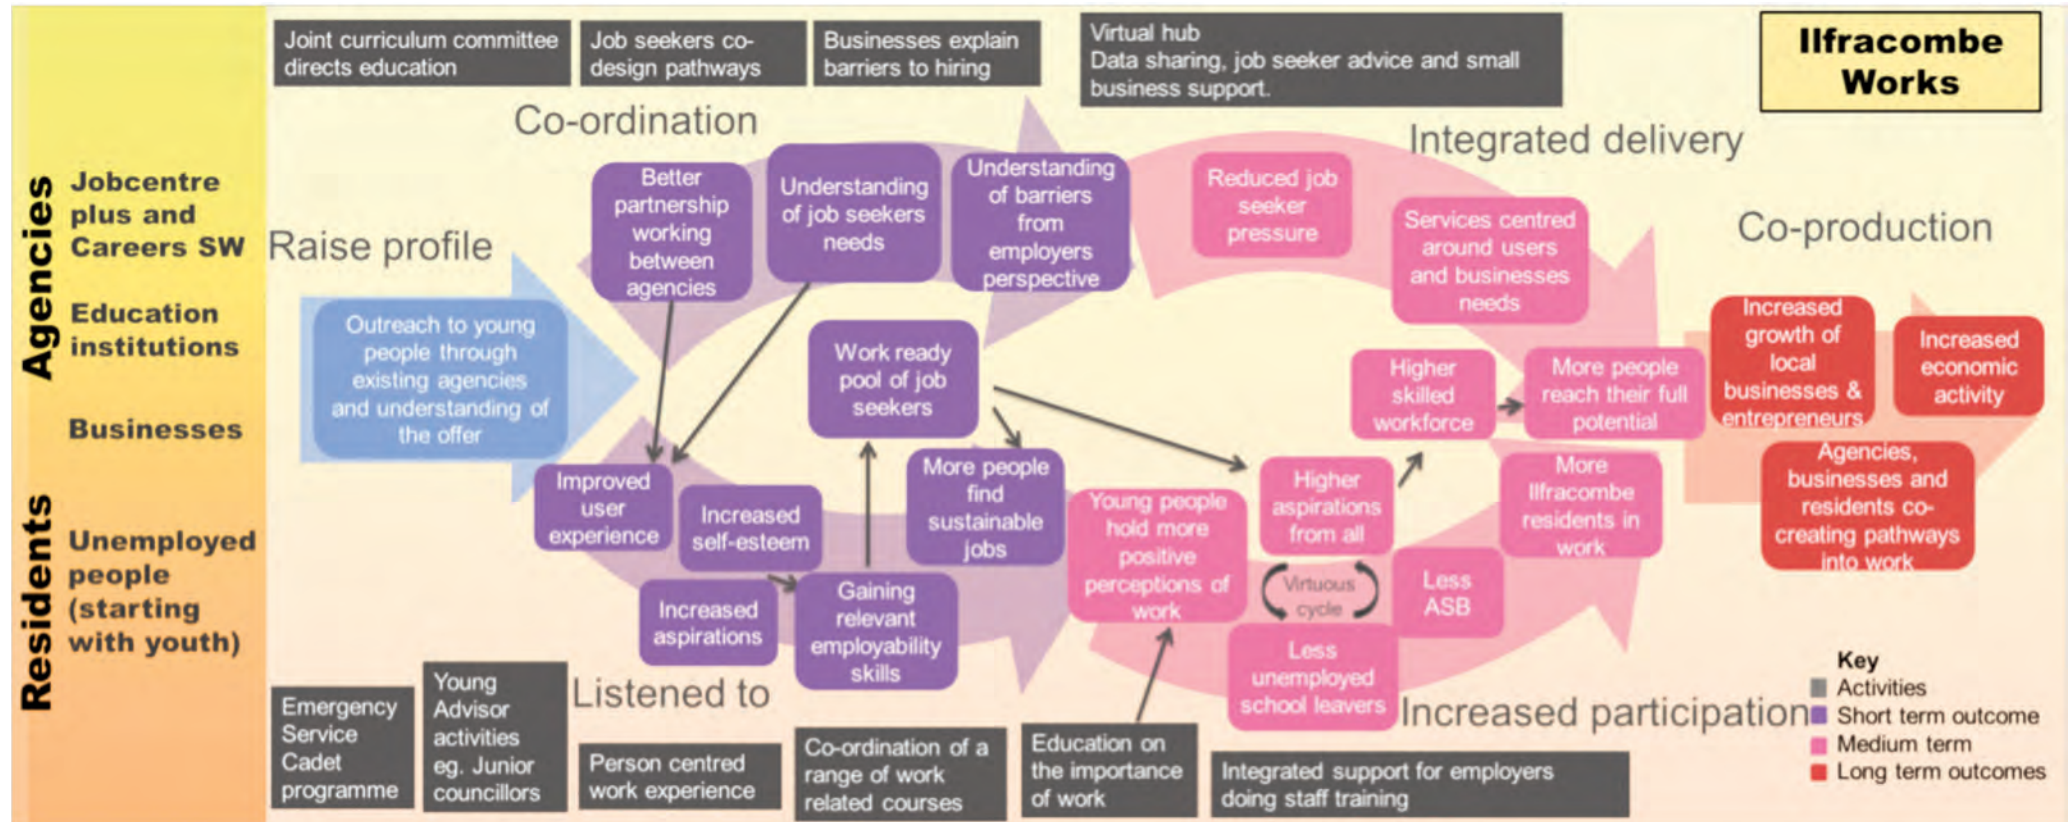 Joint curriculum committee
directs education
Job seekers co-
design pathways
Businesses explain
barriers to hiring
Virtual hub
Data sharing, job seeker advice and small
business support.
Ilfracombe
Works
Agencies
Jobcentre
plus and
Careers SW
Education
institutions
Businesses
Residents
Unemployed
people
(starting
with youth)
Raise profile
Outreach to young
people through
existing agencies
and understanding of
the offer
Co-ordination
Better
partnership
working
between
agencies
Understanding
of job seekers
needs
Understanding
of barriers
from
employers
perspective
Work ready
pool of job
seekers
Improved
user
experience
Increased
self-esteem
Increased
aspirations
Gaining
relevant
employability
skills
More people
find
sustainable
jobs
Listened to
Integrated delivery
Reduced job
seeker
pressure
Services centred
around users
and businesses
needs
Higher
skilled
workforce
More people
reach their full
potential
Young people
hold more
positive
perceptions of
work
Higher
aspirations
from all
Virtuous
cycle
Less
ASB
Less
unemployed
school leavers
More
Ilfracombe
residents in
work
Increased participation
Co-production
Increased
growth of
local
businesses &
entrepreneurs
Increased
economic
activity
Agencies,
businesses and
residents co-
creating pathways
into work
Emergency
Service
Cadet
programme
Young
Advisor
activities
eg. Junior
councillors
Person centred
work experience
Co-ordination of a
range of work
related courses
Education on
the importance
of work
Integrated support for employers
doing staff training
Key
Activities
Short term outcome
Medium term
Long term outcomes